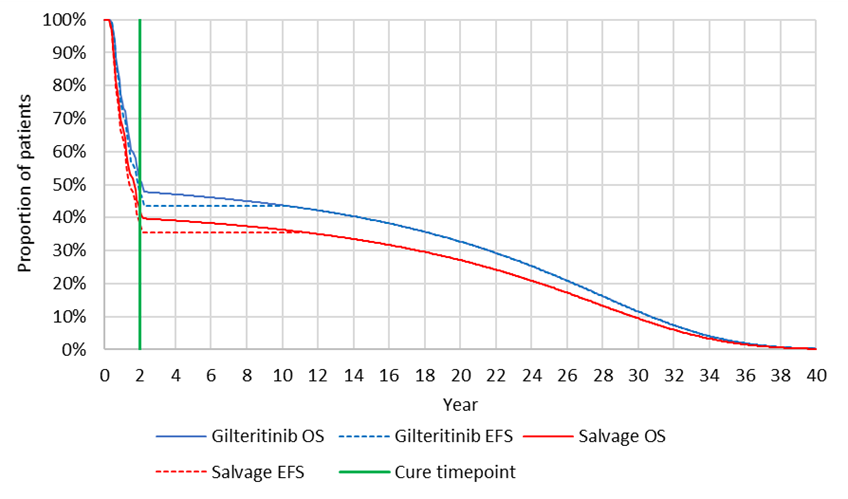 100%
90%
80%
70%
60%
50%
40%
30%
20%
10%
0%
Proportion of patients
0 2 4 6 8 10 12 14 16 18 20 22 24 26 28 30 32 34 36 38 40
Year
Gilteritinib OS Gilteritinib EFS Salvage OS
Salvage EFS Cure timepoint